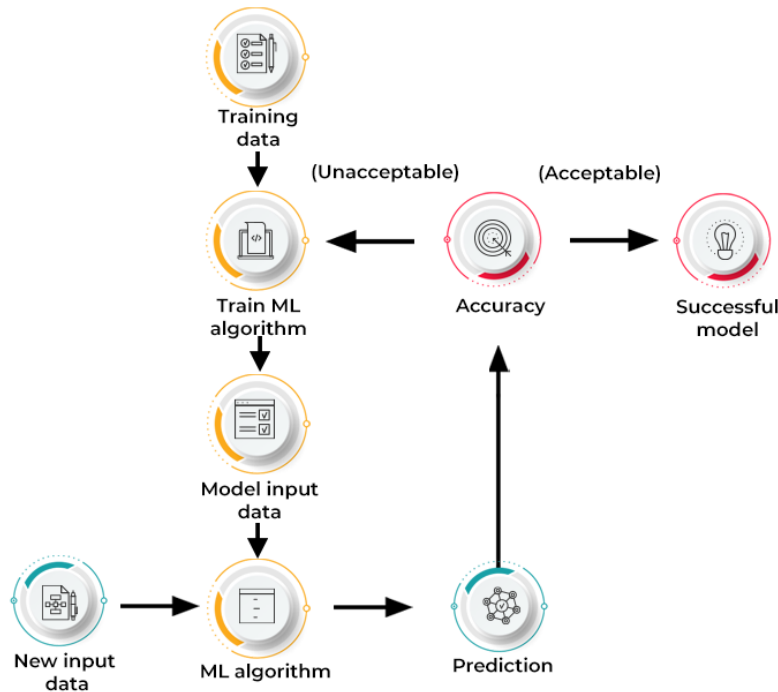 Training
data
(Unacceptable)
(Acceptable)
Train ML
algorithm
Accuracy
Successful
model
Model input
data
New input
data
ML algorithm
Prediction